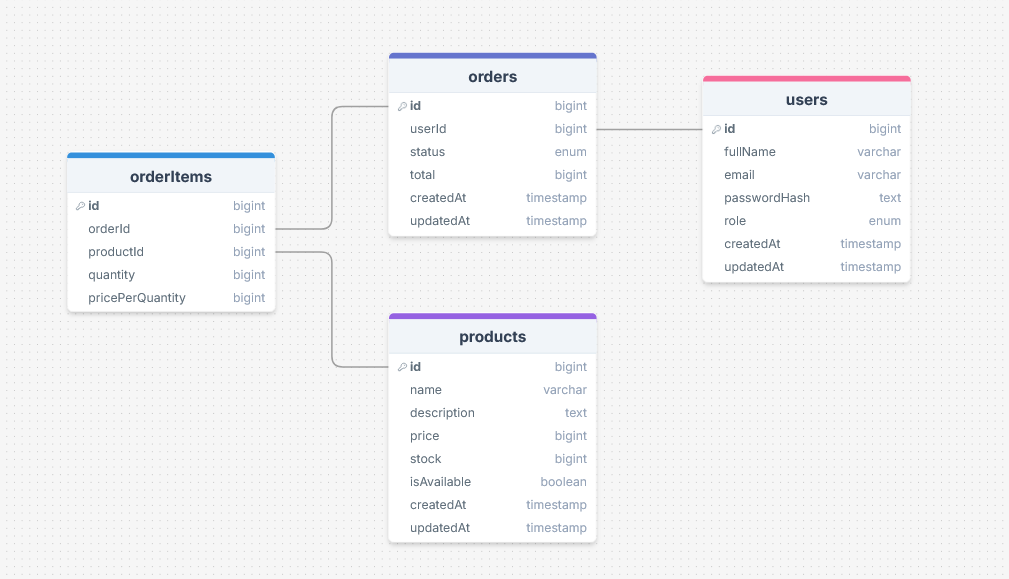 orders
id bigint
userId bigint
status enum
total bigint
createdAt timestamp
updatedAt timestamp
users
id bigint
fullName varchar
email varchar
passwordHash text
role enum
createdAt timestamp
updatedAt timestamp
orderItems
id bigint
orderId bigint
productId bigint
quantity bigint
pricePerQuantity bigint
products
id bigint
name varchar
description text
price bigint
stock bigint
isAvailable boolean
createdAt timestamp
updatedAt timestamp